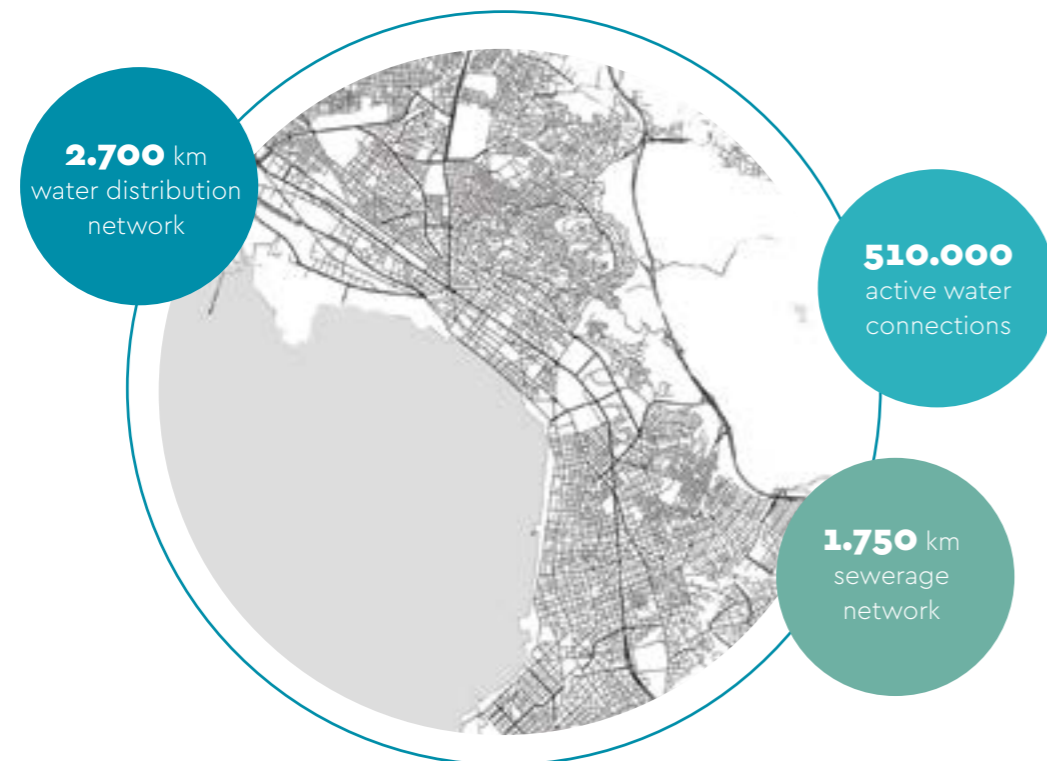 2.700 km
water distribution
network
510.000
active water
connections
1.750 km
sewerage
network